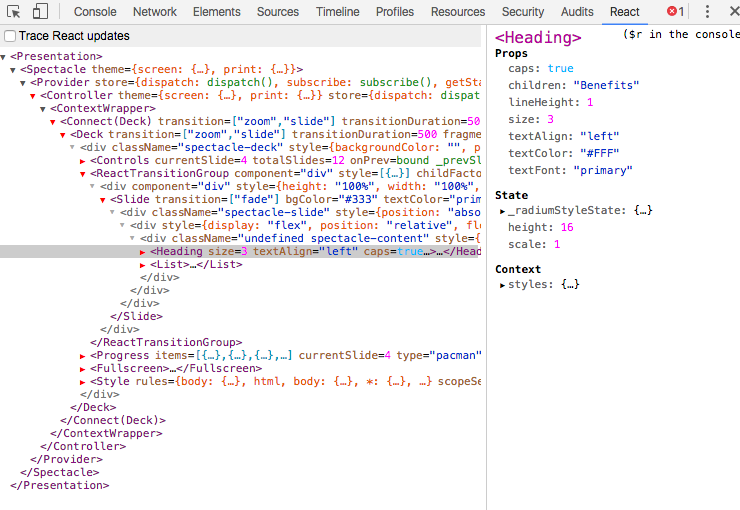 Console Network Elements Sources Timeline Profiles Resources Security Audits React 1
Trace React updates
<Presentation>
<Spectacle theme={screen: {…}, print: {…}}>
<Provider store={dispatch: dispatch(), subscribe: subscribe(), getSta
<Controller theme={screen: {…}, print: {…}} store={dispatch: dispat
<ContextWrapper>
<Connect(Deck) transition=["zoom","slide"] transitionDuration=50
<Deck transition=["zoom","slide"] transitionDuration=500 fragme
<div className="spectacle-deck" style={backgroundColor: "", p
<Controls currentSlide=4 totalSlides=12 onPrev=bound _prevSl
<ReactTransitionGroup component="div" style=[{…}] childFacto
<div component="div" style={height: "100%", width: "100%",
<Slide transition=["fade"] bgColor="#333" textColor="prim
<div className="spectacle-slide" style={position: "abso
<div style={display: "flex", position: "relative", fle
<div className="undefined spectacle-content" style={
<Heading size=3 textAlign="left" caps=true…>…</Head
<List>…</List>
</div>
</div>
</div>
</Slide>
</div>
</ReactTransitionGroup>
<Progress items=[{…},{…},{…},…] currentSlide=4 type="pacman"
<Fullscreen>…</Fullscreen>
<Style rules={body: {…}, html, body: {…}, *: {…}, …} scopeSe
</div>
</Deck>
</Connect(Deck)>
</ContextWrapper>
</Controller>
</Provider>
</Spectacle>
</Presentation>
<Heading> ($r in the console
Props
caps: true
children: "Benefits"
lineHeight: 1
size: 3
textAlign: "left"
textColor: "#FFF"
textFont: "primary"
State
_radiumStyleState: {…}
height: 16
scale: 1
Context
styles: {…}